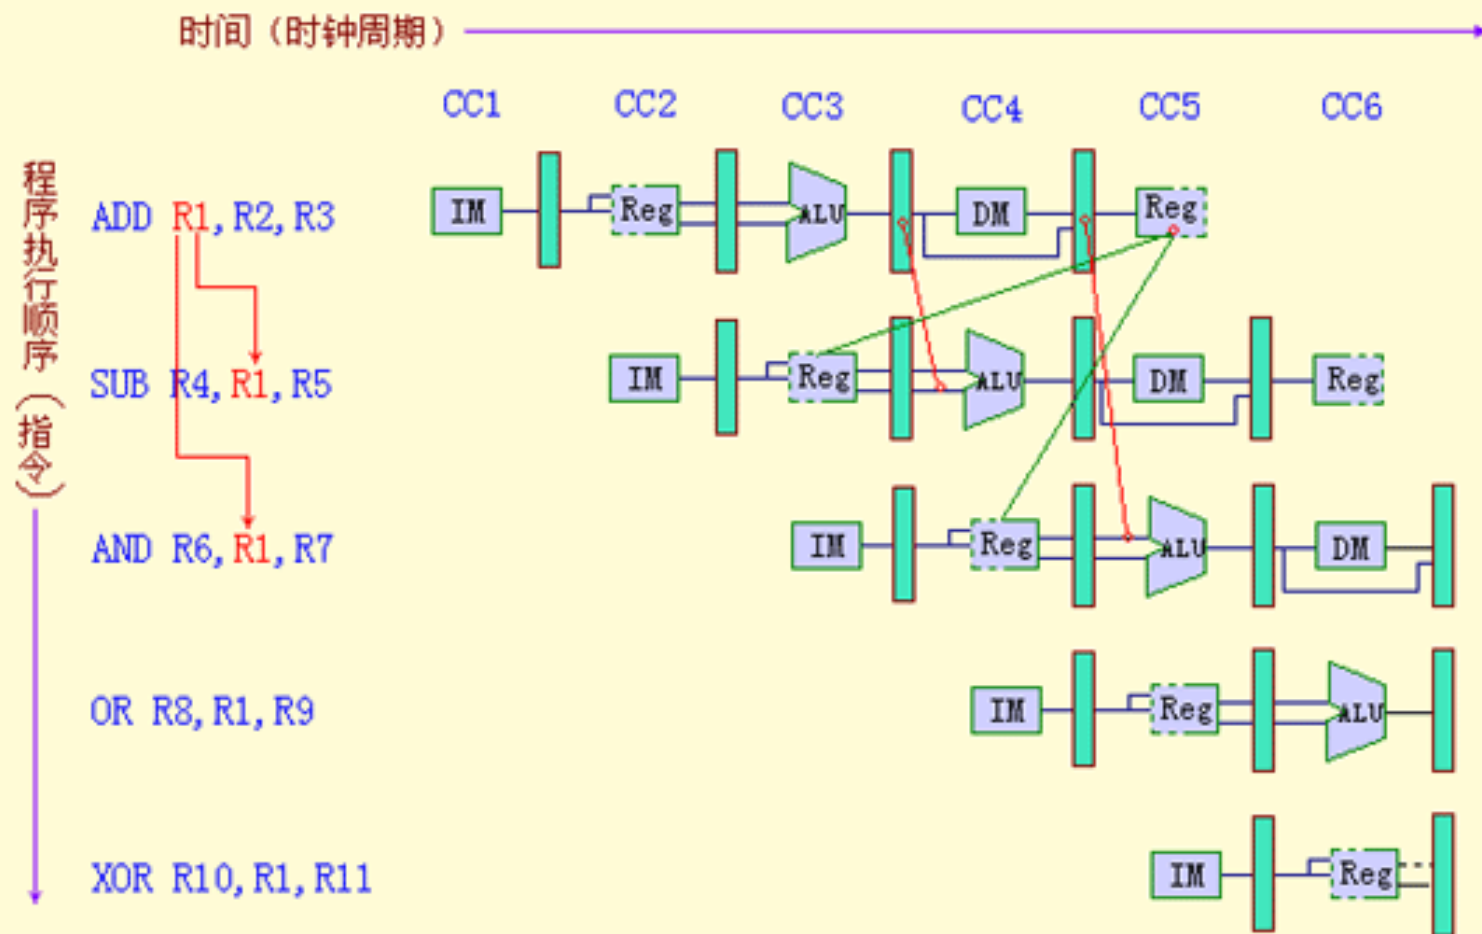 时间（时钟周期）
CC1 CC2 CC3 CC4 CC5 CC6
程序执行顺序（指令）
ADD R1,R2,R3 IM Reg ALU DM Reg
SUB R4,R1,R5 IM Reg ALU DM Reg
AND R6,R1,R7 IM Reg ALU DM
OR R8,R1,R9 IM Reg ALU
XOR R10,R1,R11 IM Reg